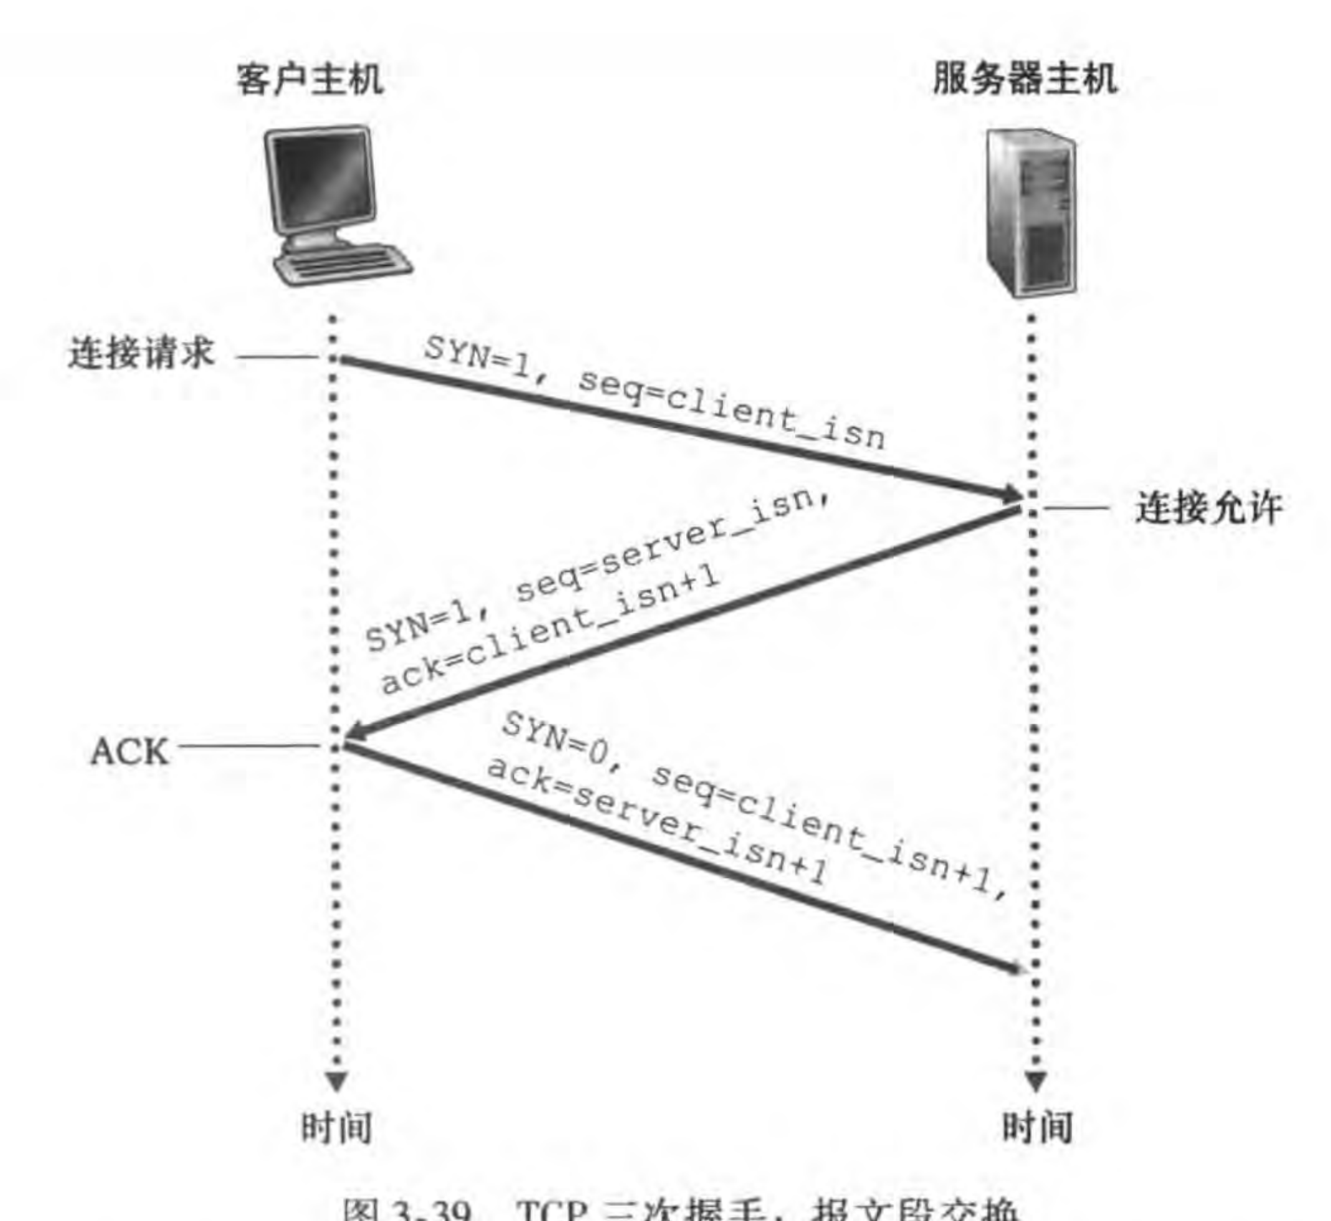 客户主机
服务器主机
连接请求
SYN=1, seq=client_isn
连接允许
SYN=1, seq=server_isn,
ack=client_isn+1
ACK
SYN=0, seq=client_isn+1,
ack=server_isn+1
时间
时间
图 3-39 TCP 三次握手：报文段交换